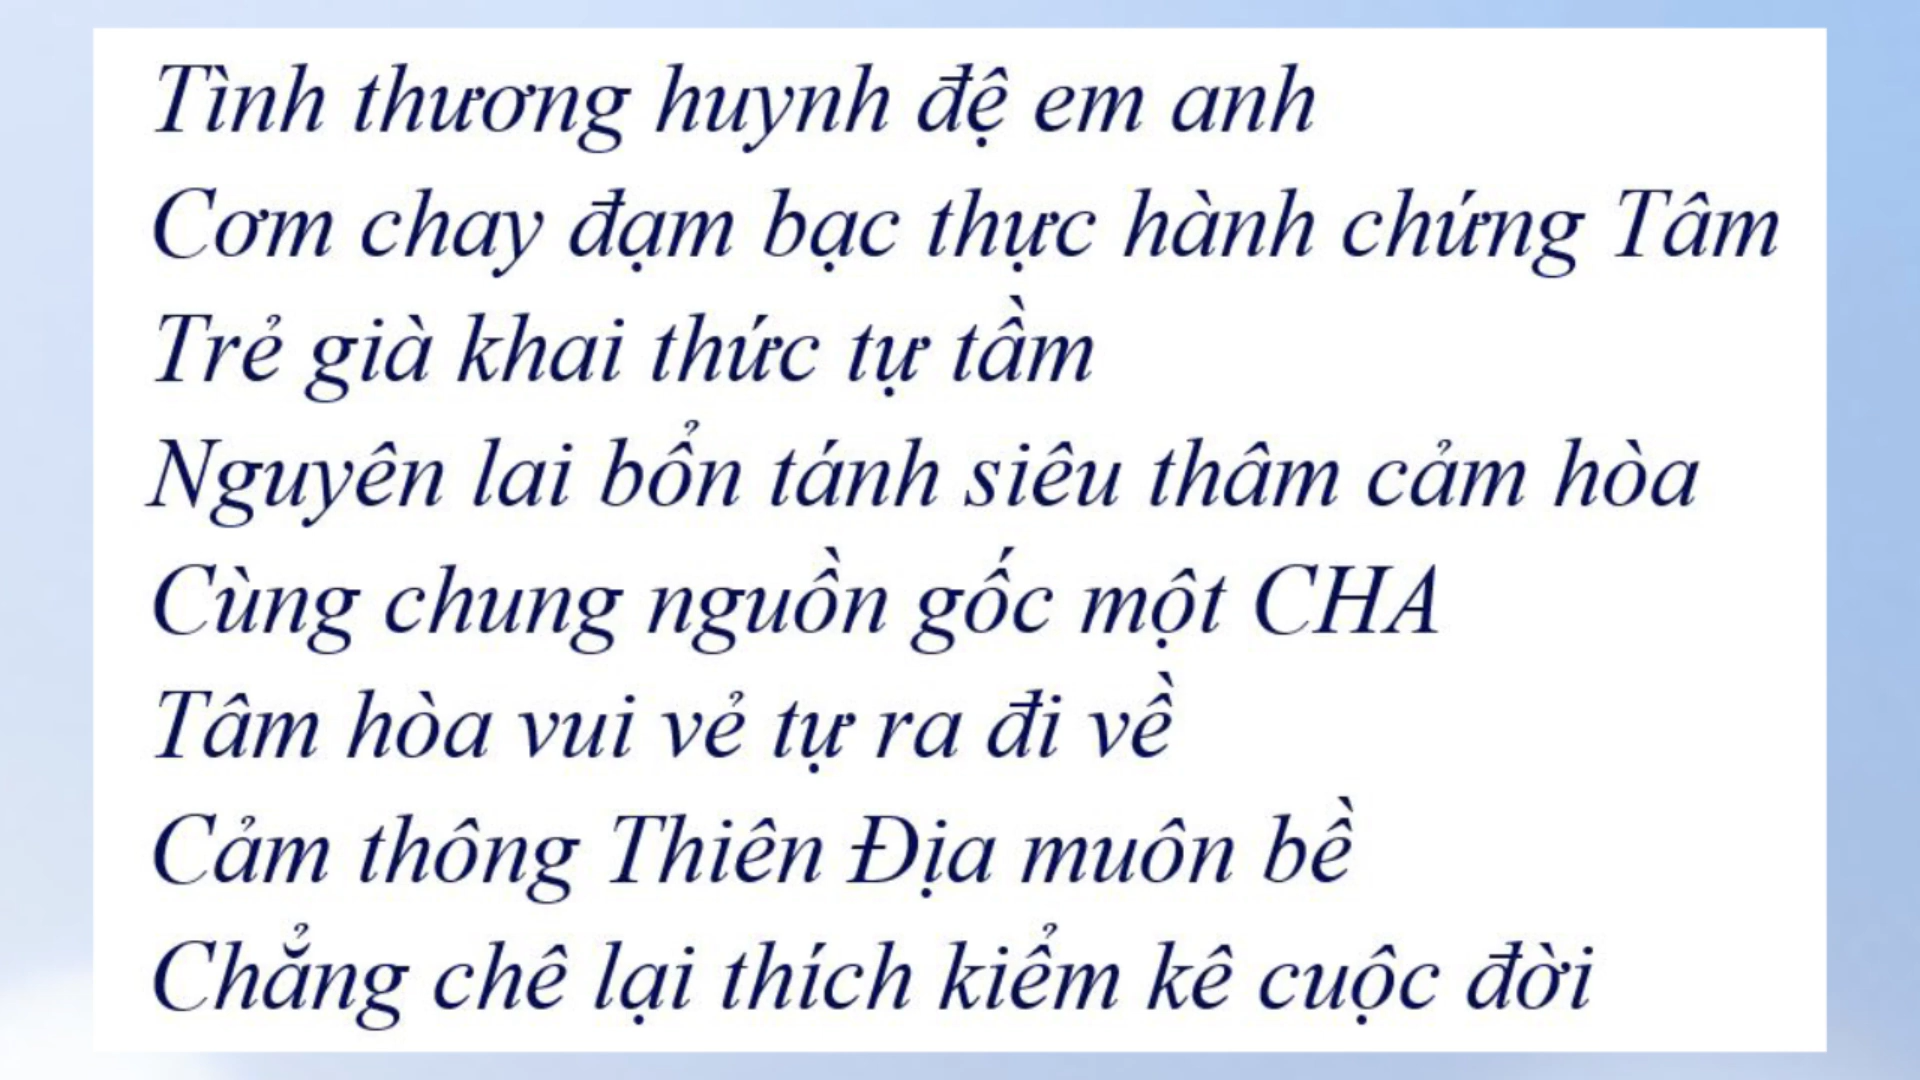 Tình thương huynh đệ em anh
Cơm chay đạm bạc thực hành chứng Tâm
Trẻ già khai thức tự tầm
Nguyên lai bổn tánh siêu thâm cảm hòa
Cùng chung nguồn gốc một CHA
Tâm hòa vui vẻ tự ra đi về
Cảm thông Thiên Địa muôn bề
Chẳng chê lại thích kiểm kê cuộc đời